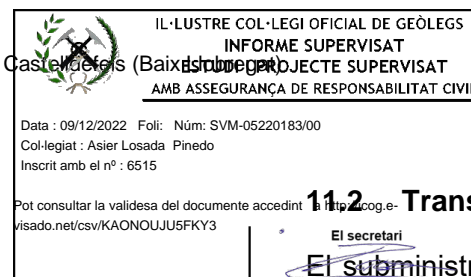 IL·LUSTRE COL·LEGI OFICIAL DE GEÒLEGS
INFORME SUPERVISAT
Castelldefels (Baix Llobregat).
ESTUDI O PROJECTE SUPERVISAT
AMB ASSEGURANÇA DE RESPONSABILITAT CIVIL
Data : 09/12/2022 Foli: Núm: SVM-05220183/00
Col·legiat : Asier Losada Pinedo
Inscrit amb el nº : 6515
Pot consultar la validesa del documente accedint a http://icog.e-
visado.net/csv/KAONOUJU5FKY3
11.2 Trans
El secretari
El subministr